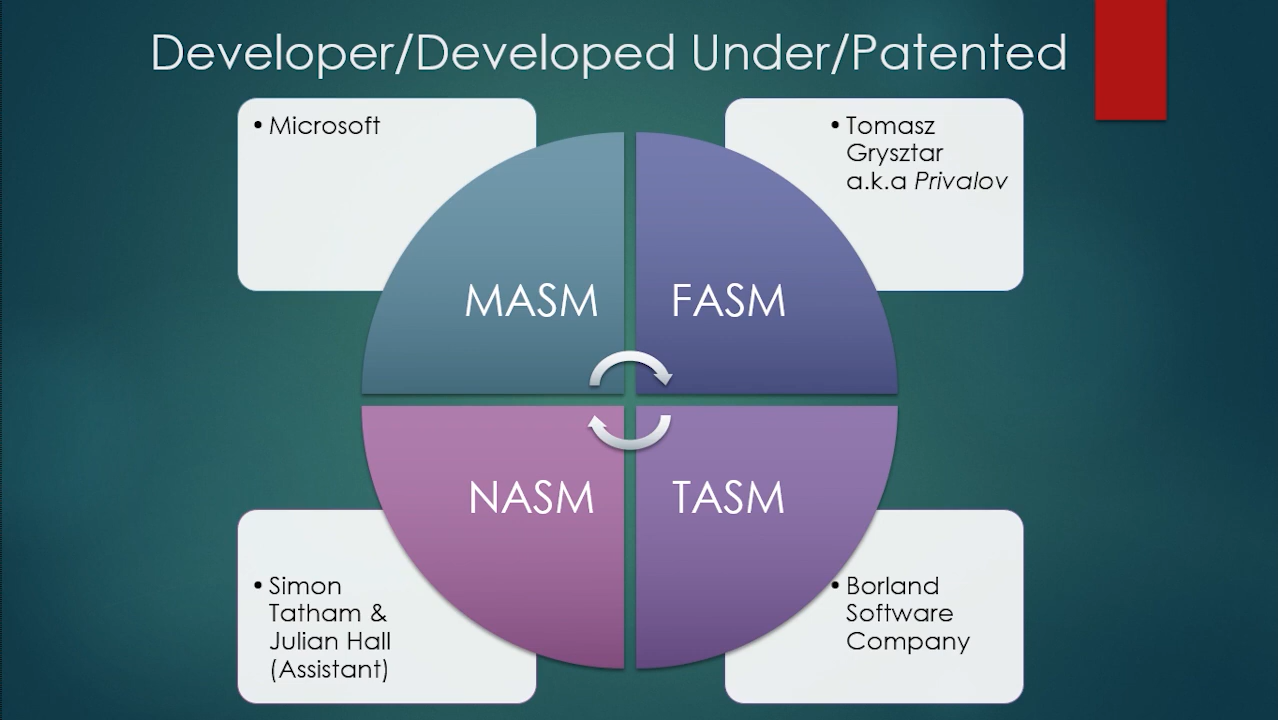 Developer/Developed Under/Patented
• Microsoft
• Tomasz
Grysztar
a.k.a Privalov
MASM
FASM
NASM
TASM
• Simon
Tatham &
Julian Hall
(Assistant)
• Borland
Software
Company